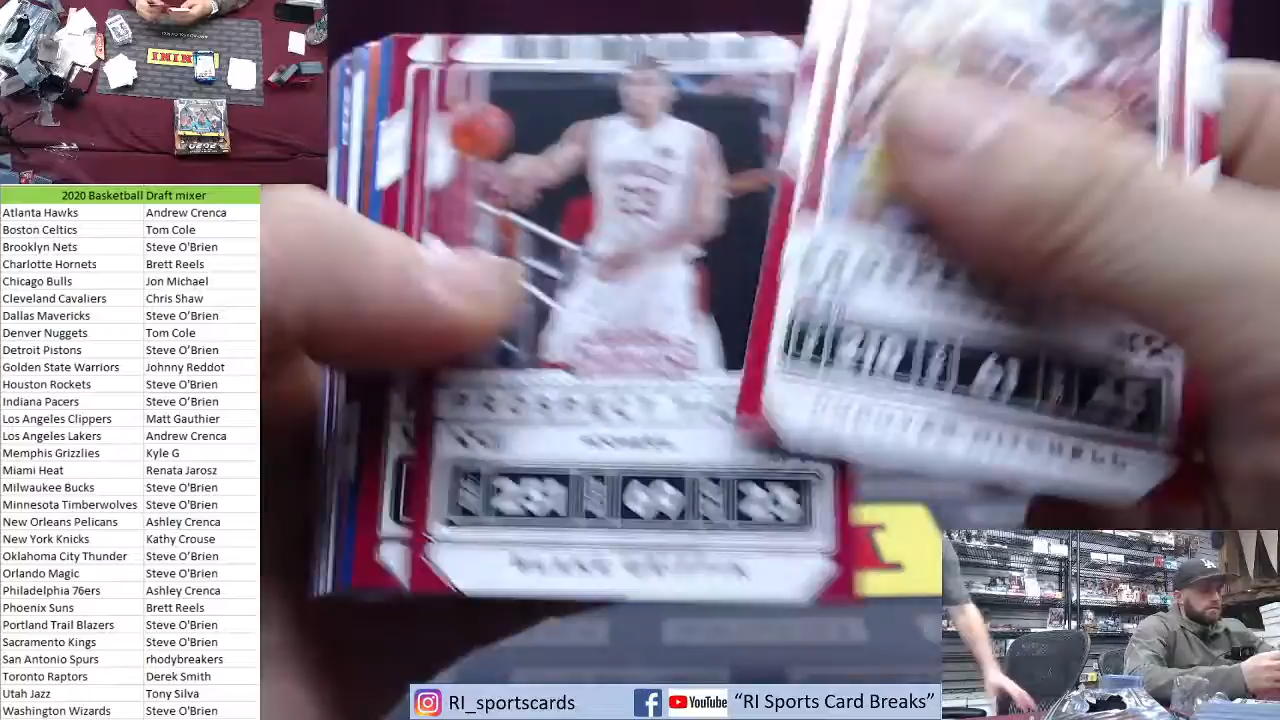 2020 Basketball Draft mixer
Atlanta Hawks Andrew Crenca
Boston Celtics Tom Cole
Brooklyn Nets Steve O'Brien
Charlotte Hornets Brett Reels
Chicago Bulls Jon Michael
Cleveland Cavaliers Chris Shaw
Dallas Mavericks Steve O'Brien
Denver Nuggets Tom Cole
Detroit Pistons Steve O'Brien
Golden State Warriors Johnny Reddot
Houston Rockets Steve O'Brien
Indiana Pacers Steve O'Brien
Los Angeles Clippers Matt Gauthier
Los Angeles Lakers Andrew Crenca
Memphis Grizzlies Kyle G
Miami Heat Renata Jarosz
Milwaukee Bucks Steve O'Brien
Minnesota Timberwolves Steve O'Brien
New Orleans Pelicans Ashley Crenca
New York Knicks Kathy Crouse
Oklahoma City Thunder Steve O'Brien
Orlando Magic Steve O'Brien
Philadelphia 76ers Ashley Crenca
Phoenix Suns Brett Reels
Portland Trail Blazers Steve O'Brien
Sacramento Kings Steve O'Brien
San Antonio Spurs rhodybreakers
Toronto Raptors Derek Smith
Utah Jazz Tony Silva
Washington Wizards Steve O'Brien
PROSPECT
BLAKE GRIFFIN
DONOVAN MITCHELL
RI_sportscards
YouTube
"RI Sports Card Breaks"